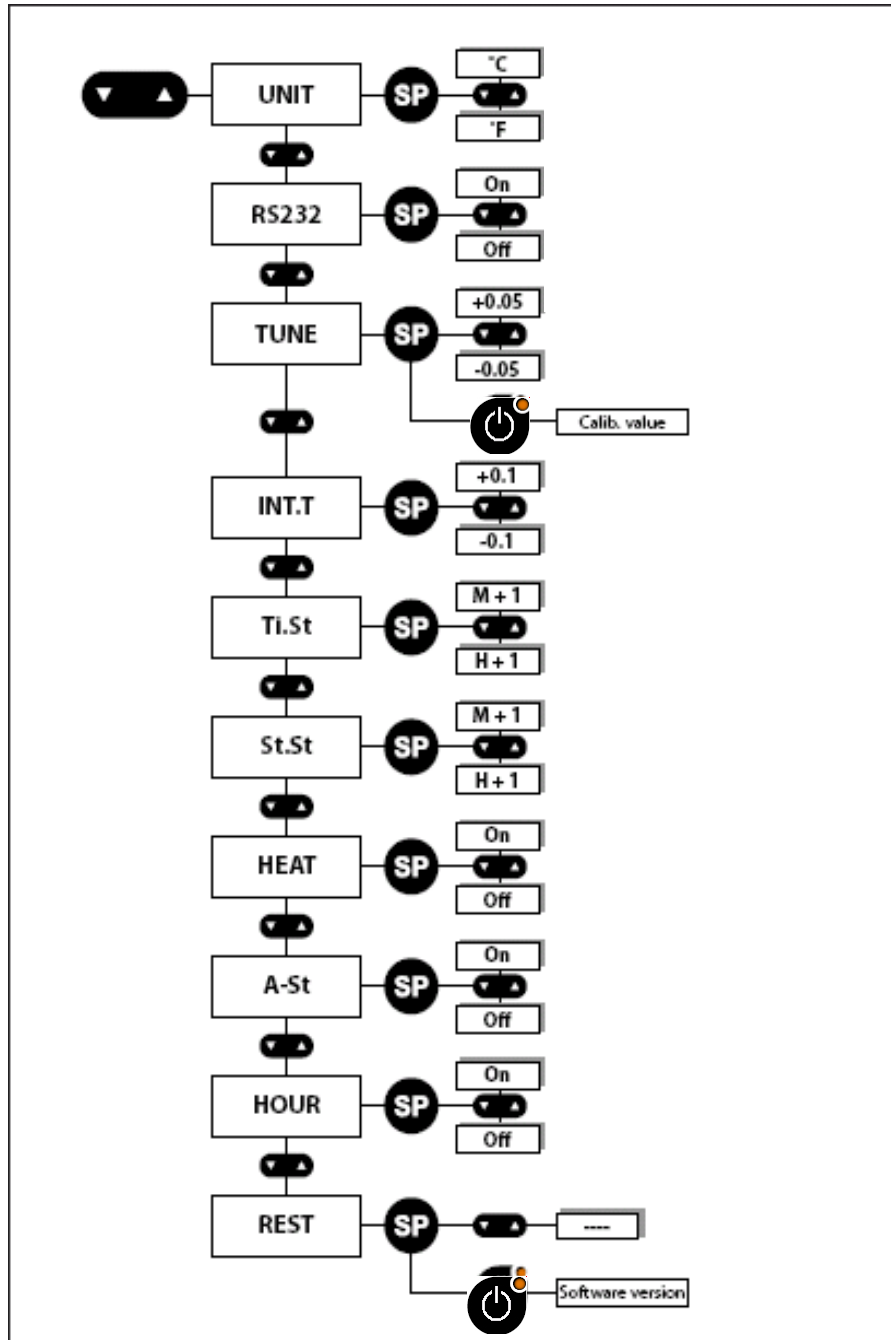 °C
UNIT SP
°F
On
RS232 SP
Off
+0.05
TUNE SP
-0.05
Calib. value
+0.1
INT.T SP
-0.1
M + 1
Ti.St SP
H + 1
M + 1
St.St SP
H + 1
On
HEAT SP
Off
On
A-St SP
Off
On
HOUR SP
Off
REST SP ----
Software version